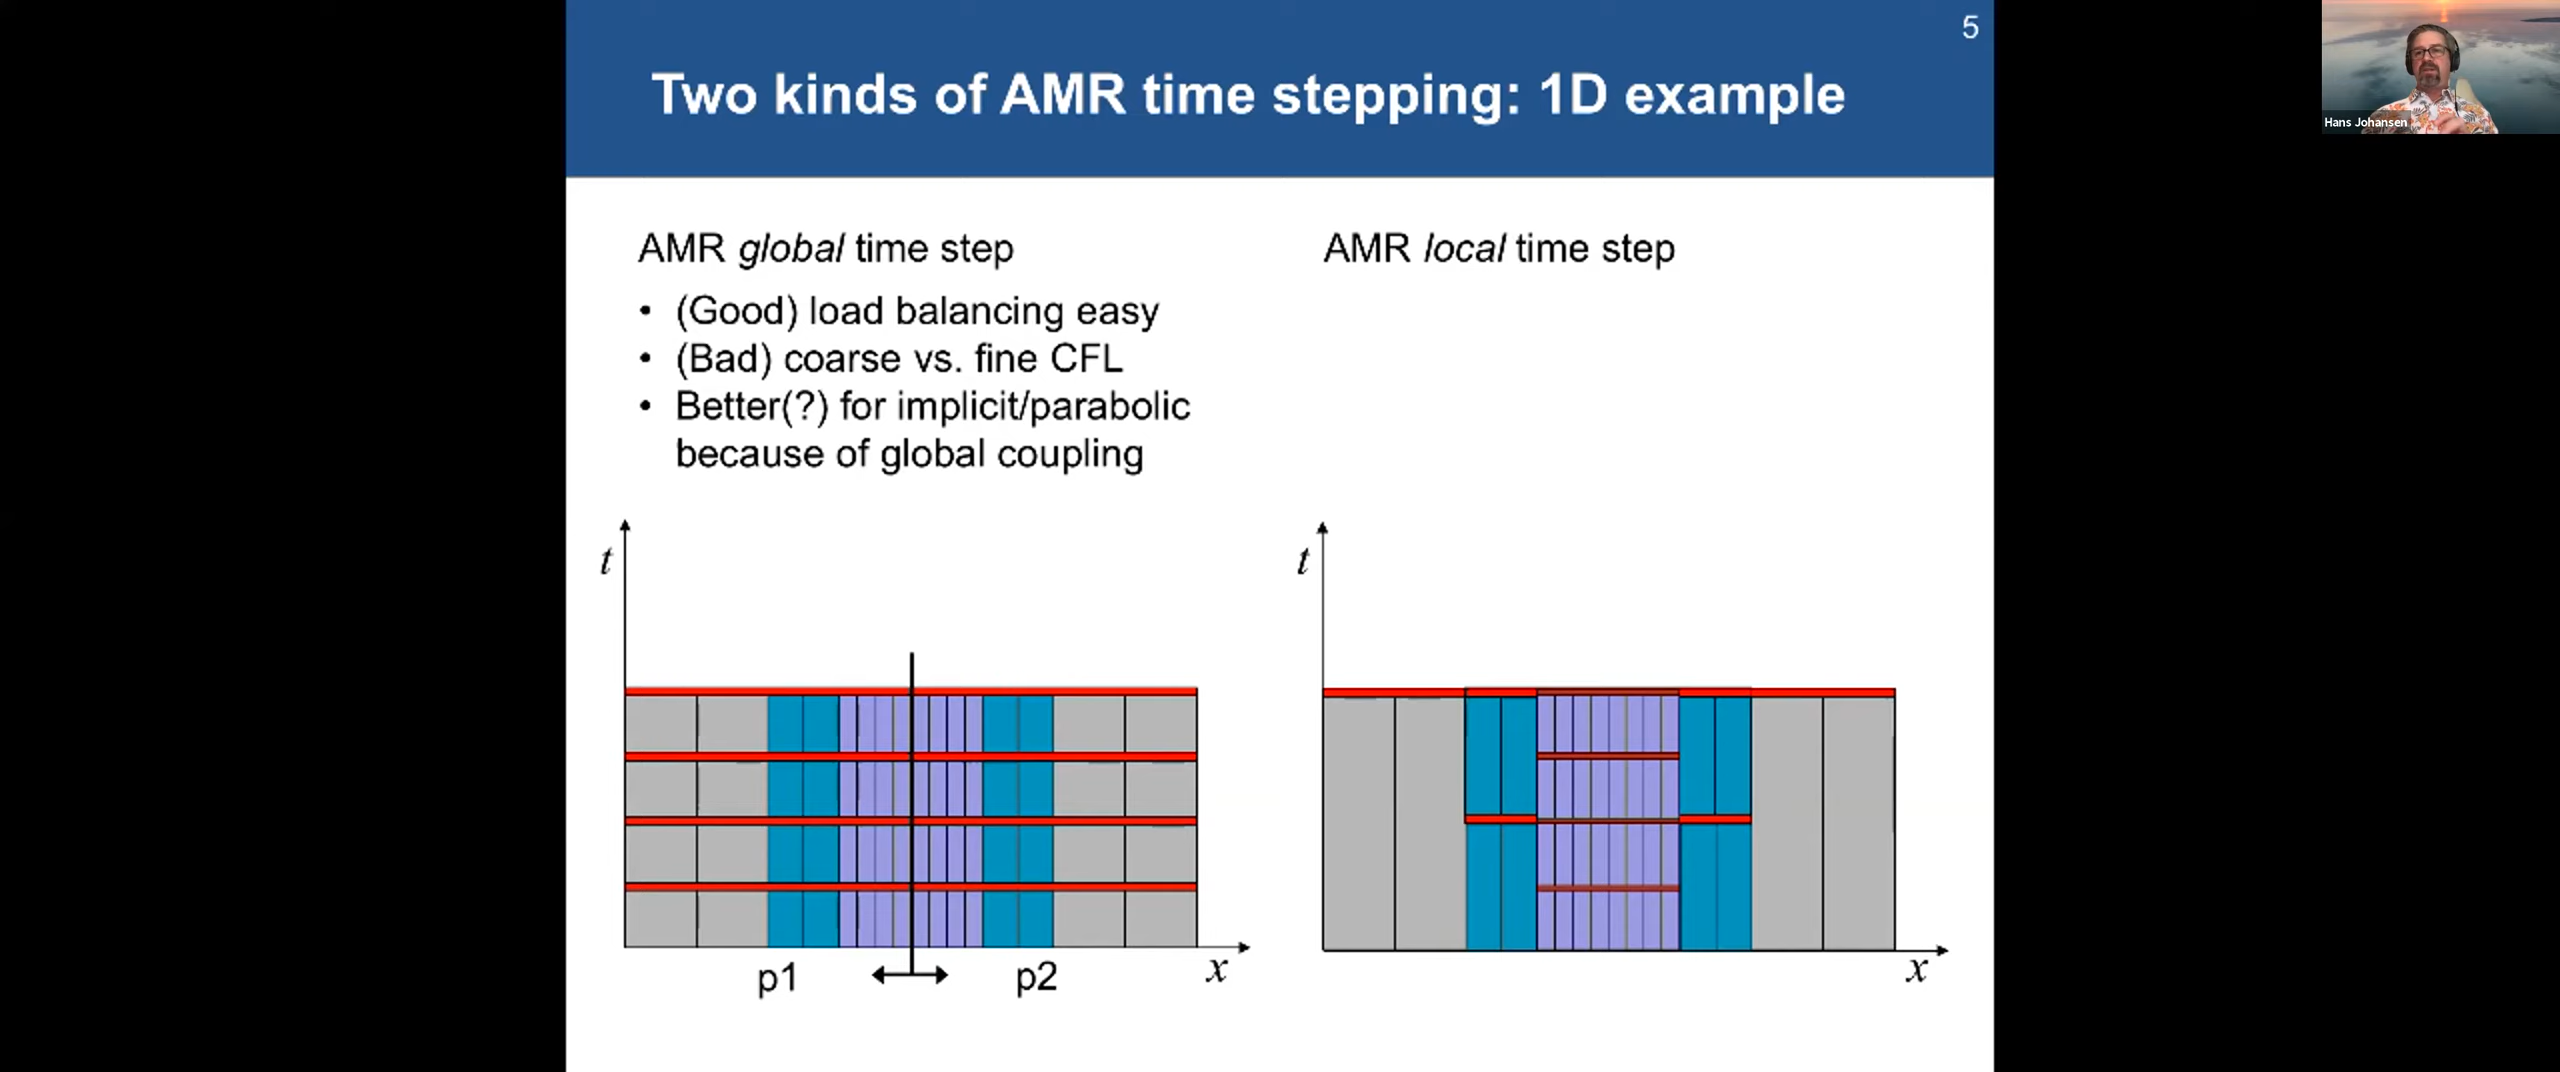 5
Two kinds of AMR time stepping: 1D example
Hans Johansen
AMR global time step
• (Good) load balancing easy
• (Bad) coarse vs. fine CFL
• Better(?) for implicit/parabolic
because of global coupling
AMR local time step
t
p1
p2
x
t
x